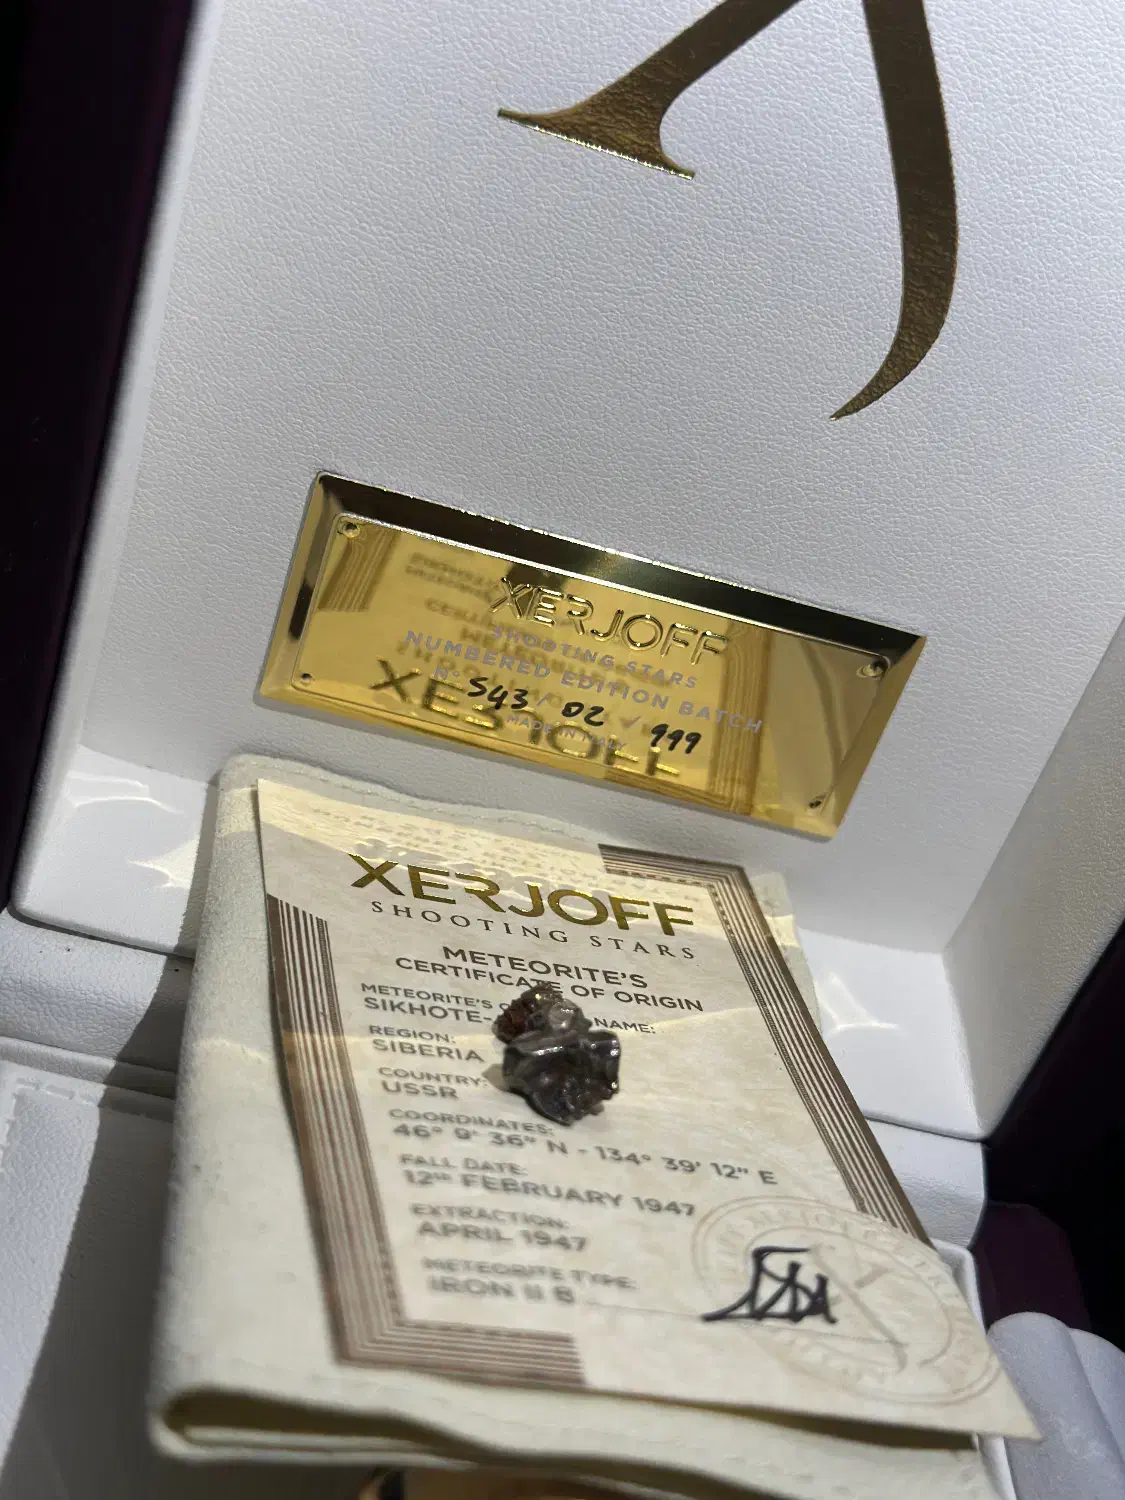 XERJOFF
SHOOTING STARS
NUMBERED EDITION BATCH
N° 543 / 02 / 999
MADE IN ITALY
XERJOFF
SHOOTING STARS
METEORITE'S
CERTIFICATE OF ORIGIN
METEORITE'S NAME:
SIKHOTE-
REGION:
SIBERIA
COUNTRY:
USSR
COORDINATES:
46° 9' 36" N - 134° 39' 12" E
FALL DATE:
12th FEBRUARY 1947
EXTRACTION:
APRIL 1947
METEORITE TYPE:
IRON II B